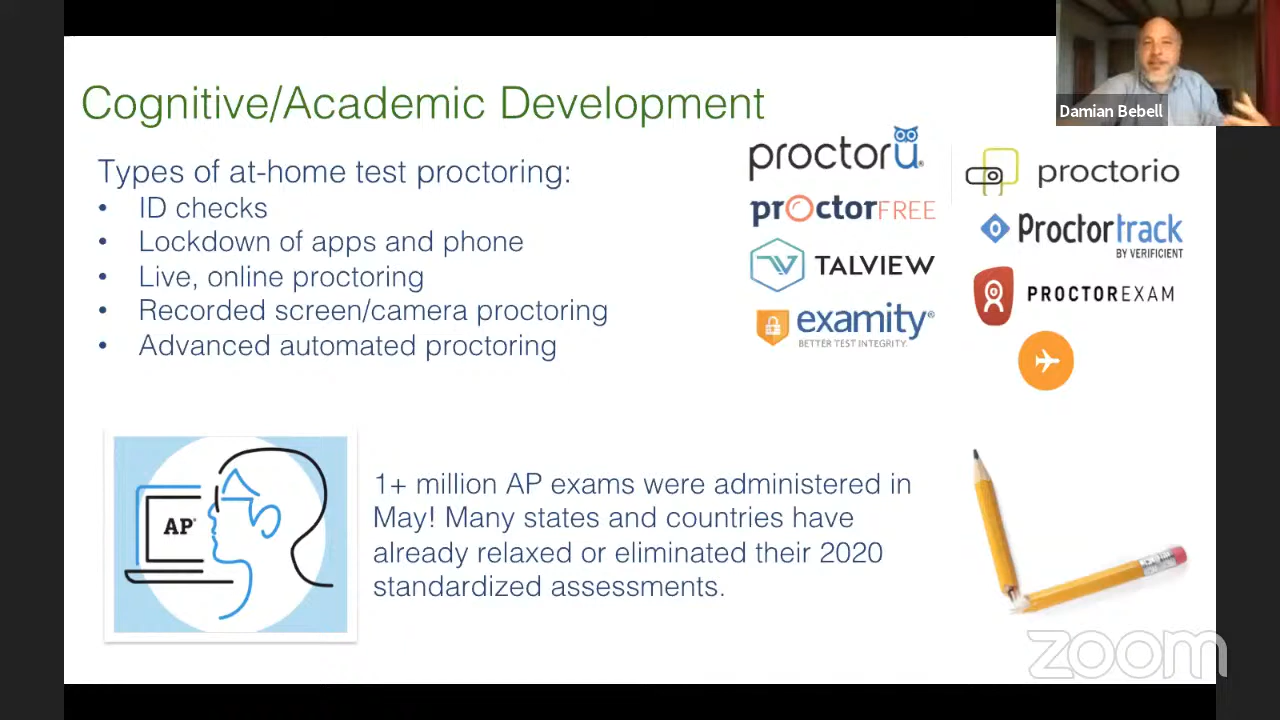 Damian Bebell
Cognitive/Academic Development
Types of at-home test proctoring:
• ID checks
• Lockdown of apps and phone
• Live, online proctoring
• Recorded screen/camera proctoring
• Advanced automated proctoring
proctorU®
proctorFREE
TALVIEW
examity®
BETTER TEST INTEGRITY.
proctorio
Proctortrack
BY VERIFICIENT
PROCTOREXAM
AP®
1+ million AP exams were administered in
May! Many states and countries have
already relaxed or eliminated their 2020
standardized assessments.
zoom